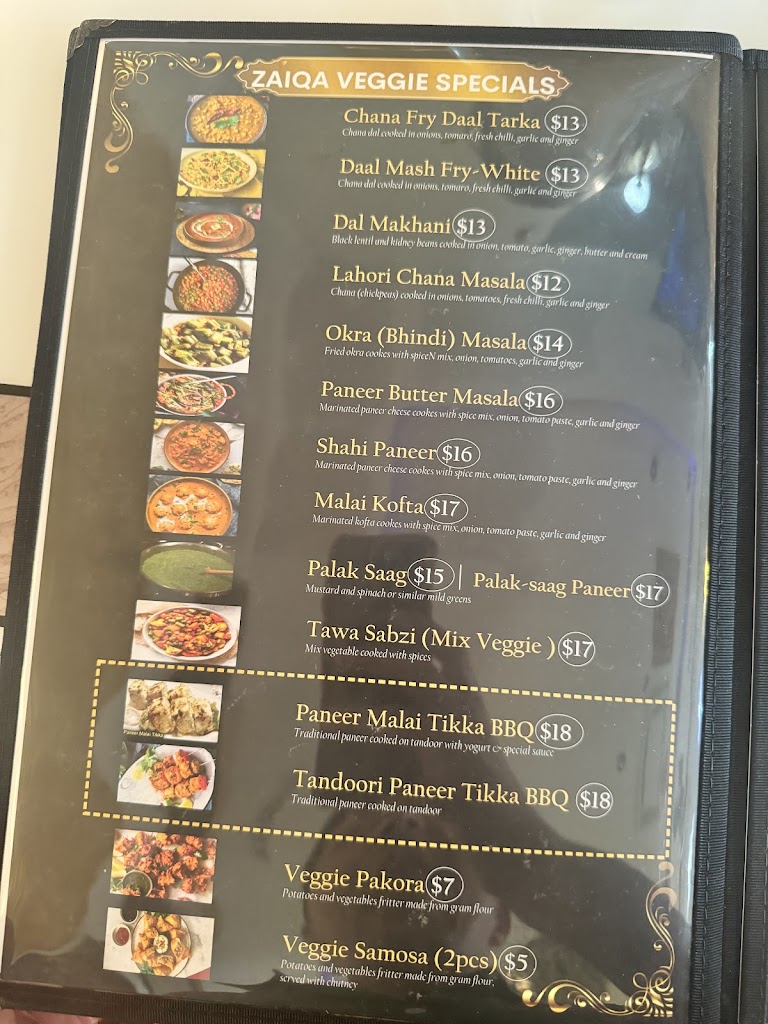 ZAIQA VEGGIE SPECIALS
Chana Fry Daal Tarka $13
Chana dal cooked in onions, tomaro, fresh chilli, garlic and ginger
Daal Mash Fry-White $13
Chana dal cooked in onions, tomaro, fresh chilli, garlic and ginger
Dal Makhani $13
Black lentil and kidney beans cooked in onion, tomato, garlic, ginger, butter and cream
Lahori Chana Masala $12
Chana (chickpeas) cooked in onions, tomatoes, fresh chilli, garlic and ginger
Okra (Bhindi) Masala $14
Fried okra cookes with spiceN mix, onion, tomatoes, garlic and ginger
Paneer Butter Masala $16
Marinated paneer cheese cookes with spice mix, onion, tomato paste, garlic and ginger
Shahi Paneer $16
Marinated paneer cheese cookes with spice mix, onion, tomato paste, garlic and ginger
Malai Kofta $17
Marinated kofta cookes with spice mix, onion, tomato paste, garlic and ginger
Palak Saag $15 | Palak-saag Paneer $17
Mustard and spinach or similar mild greens
Tawa Sabzi (Mix Veggie ) $17
Mix vegetable cooked with spices
Paneer Malai Tikka
Paneer Malai Tikka BBQ $18
Traditional paneer cooked on tandoor with yogurt & special sauce
Tandoori Paneer Tikka BBQ $18
Traditional paneer cooked on tandoor
Veggie Pakora $7
Potatoes and vegetables fritter made from gram flour
Veggie Samosa (2pcs) $5
Potatoes and vegetables fritter made from gram flour,
served with chutney